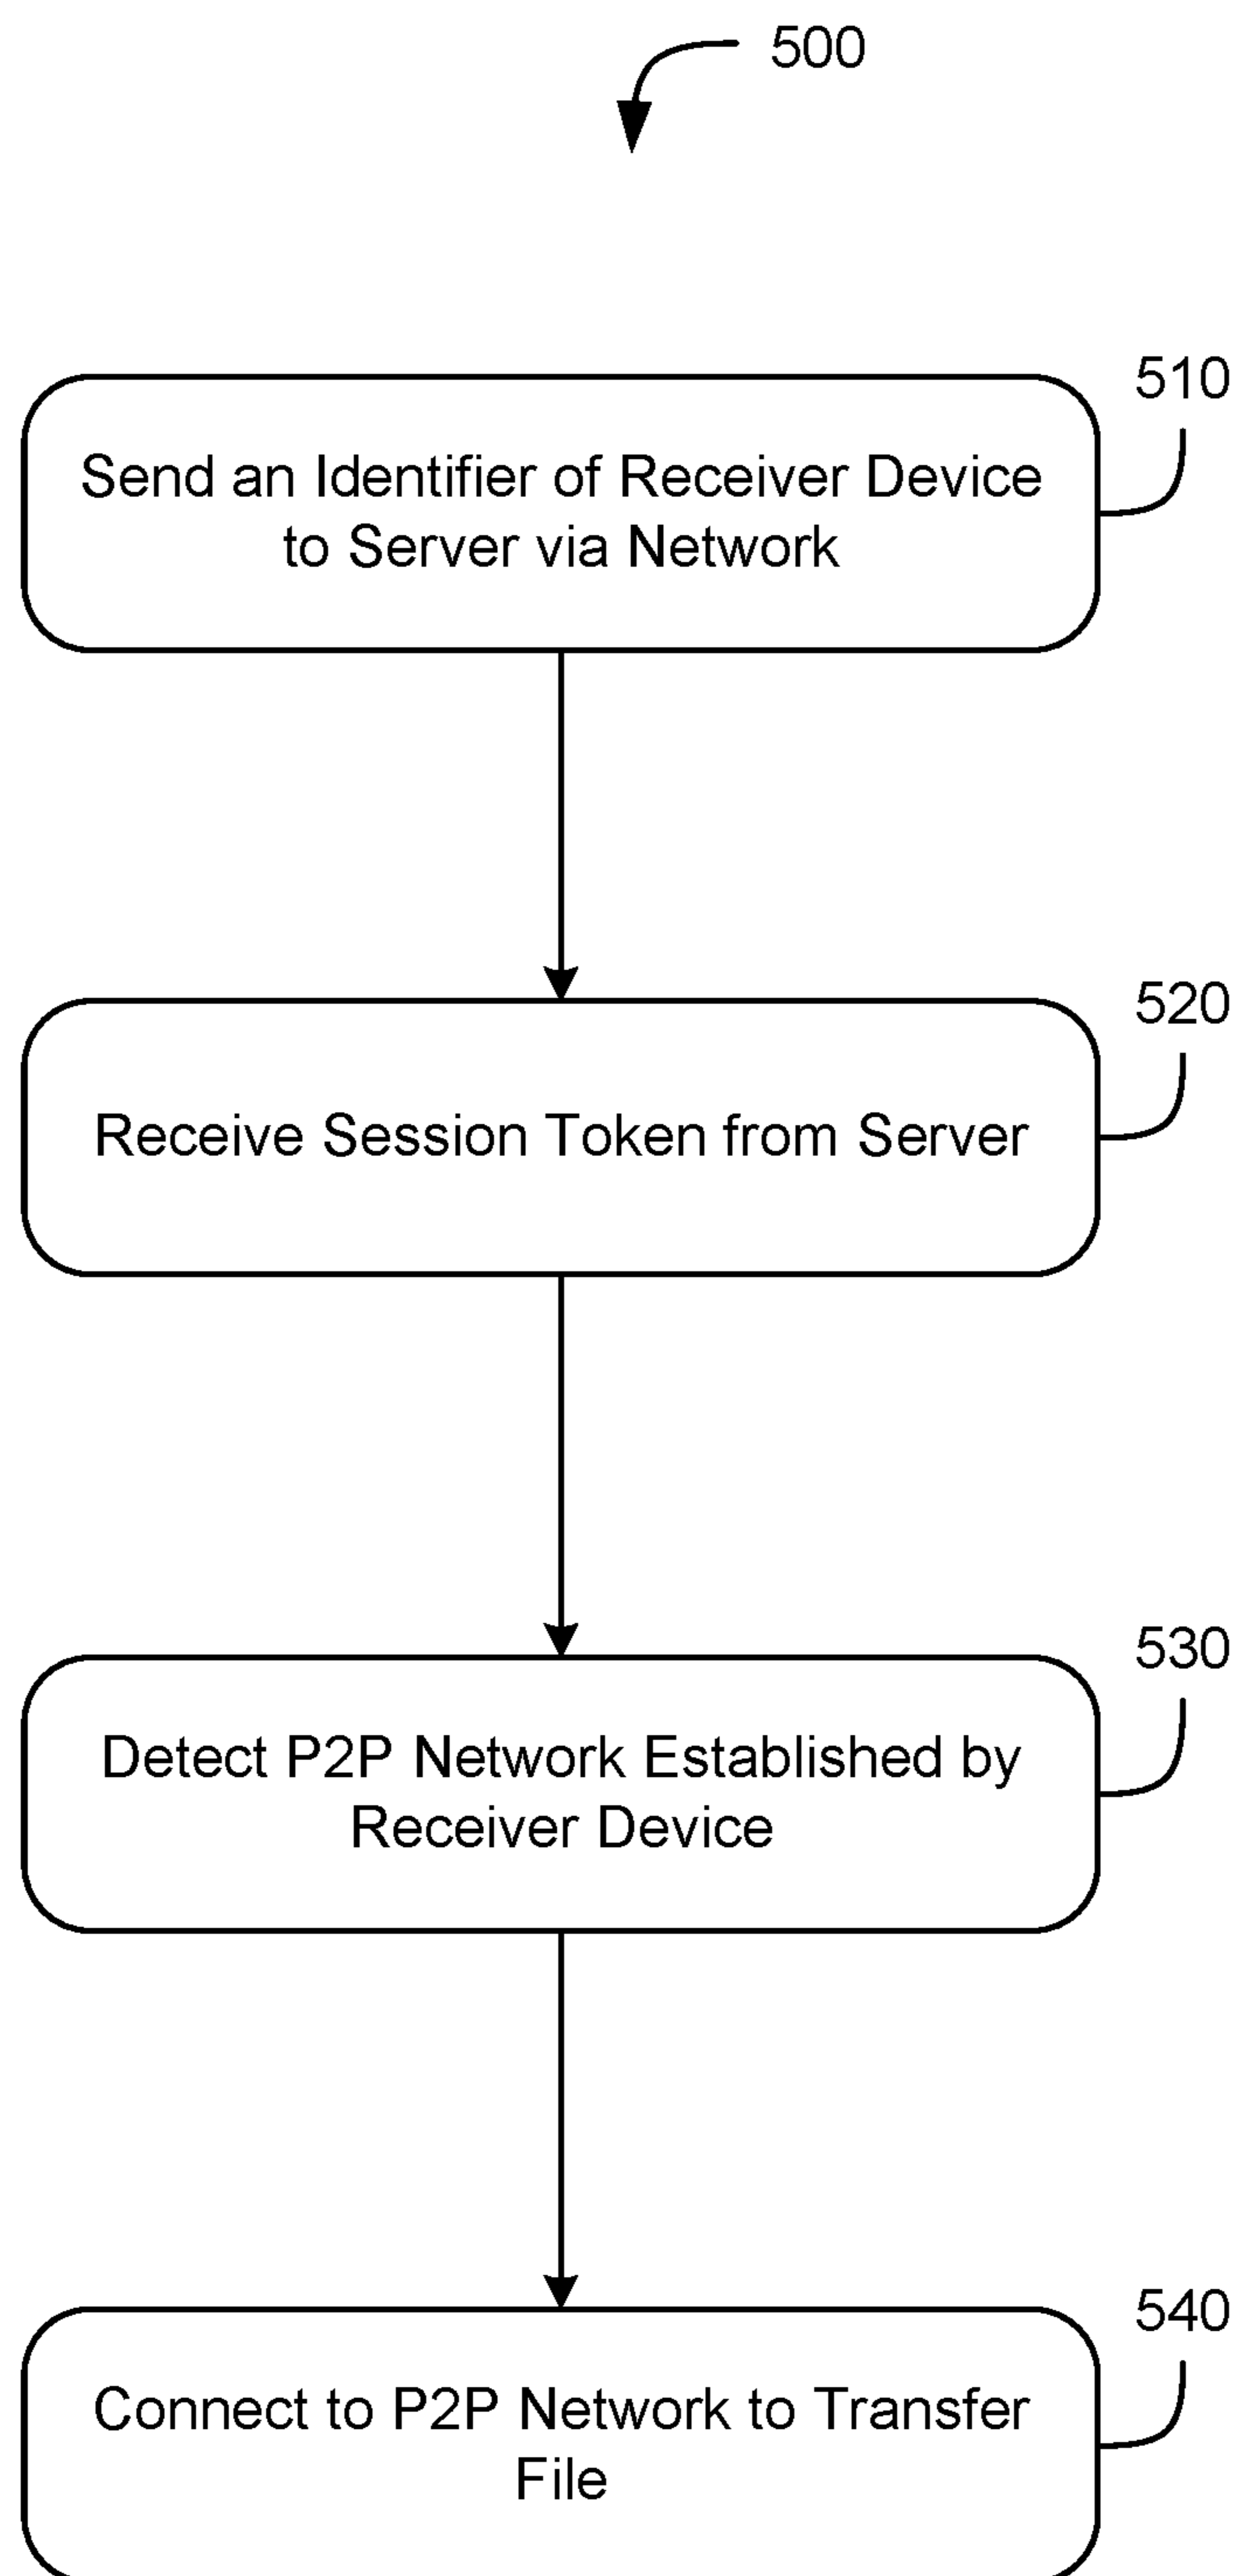 500
510
Send an Identifier of Receiver Device
to Server via Network
520
Receive Session Token from Server
530
Detect P2P Network Established by
Receiver Device
540
Connect to P2P Network to Transfer
File